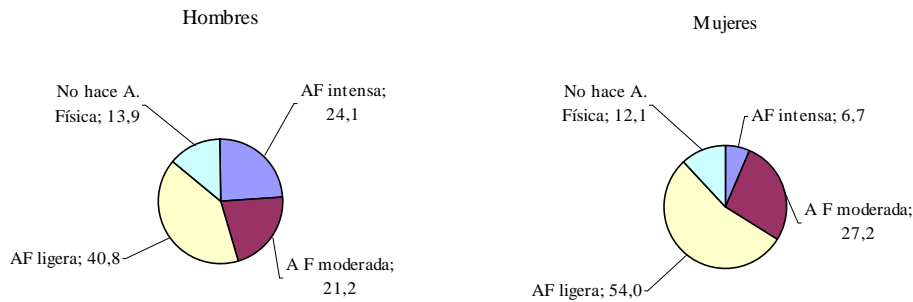 Hombres
No hace A.
Física; 13,9
AF intensa;
24,1
AF ligera; 40,8
A F moderada;
21,2
Mujeres
No hace A.
Física; 12,1
AF intensa; 6,7
A F moderada;
27,2
AF ligera; 54,0